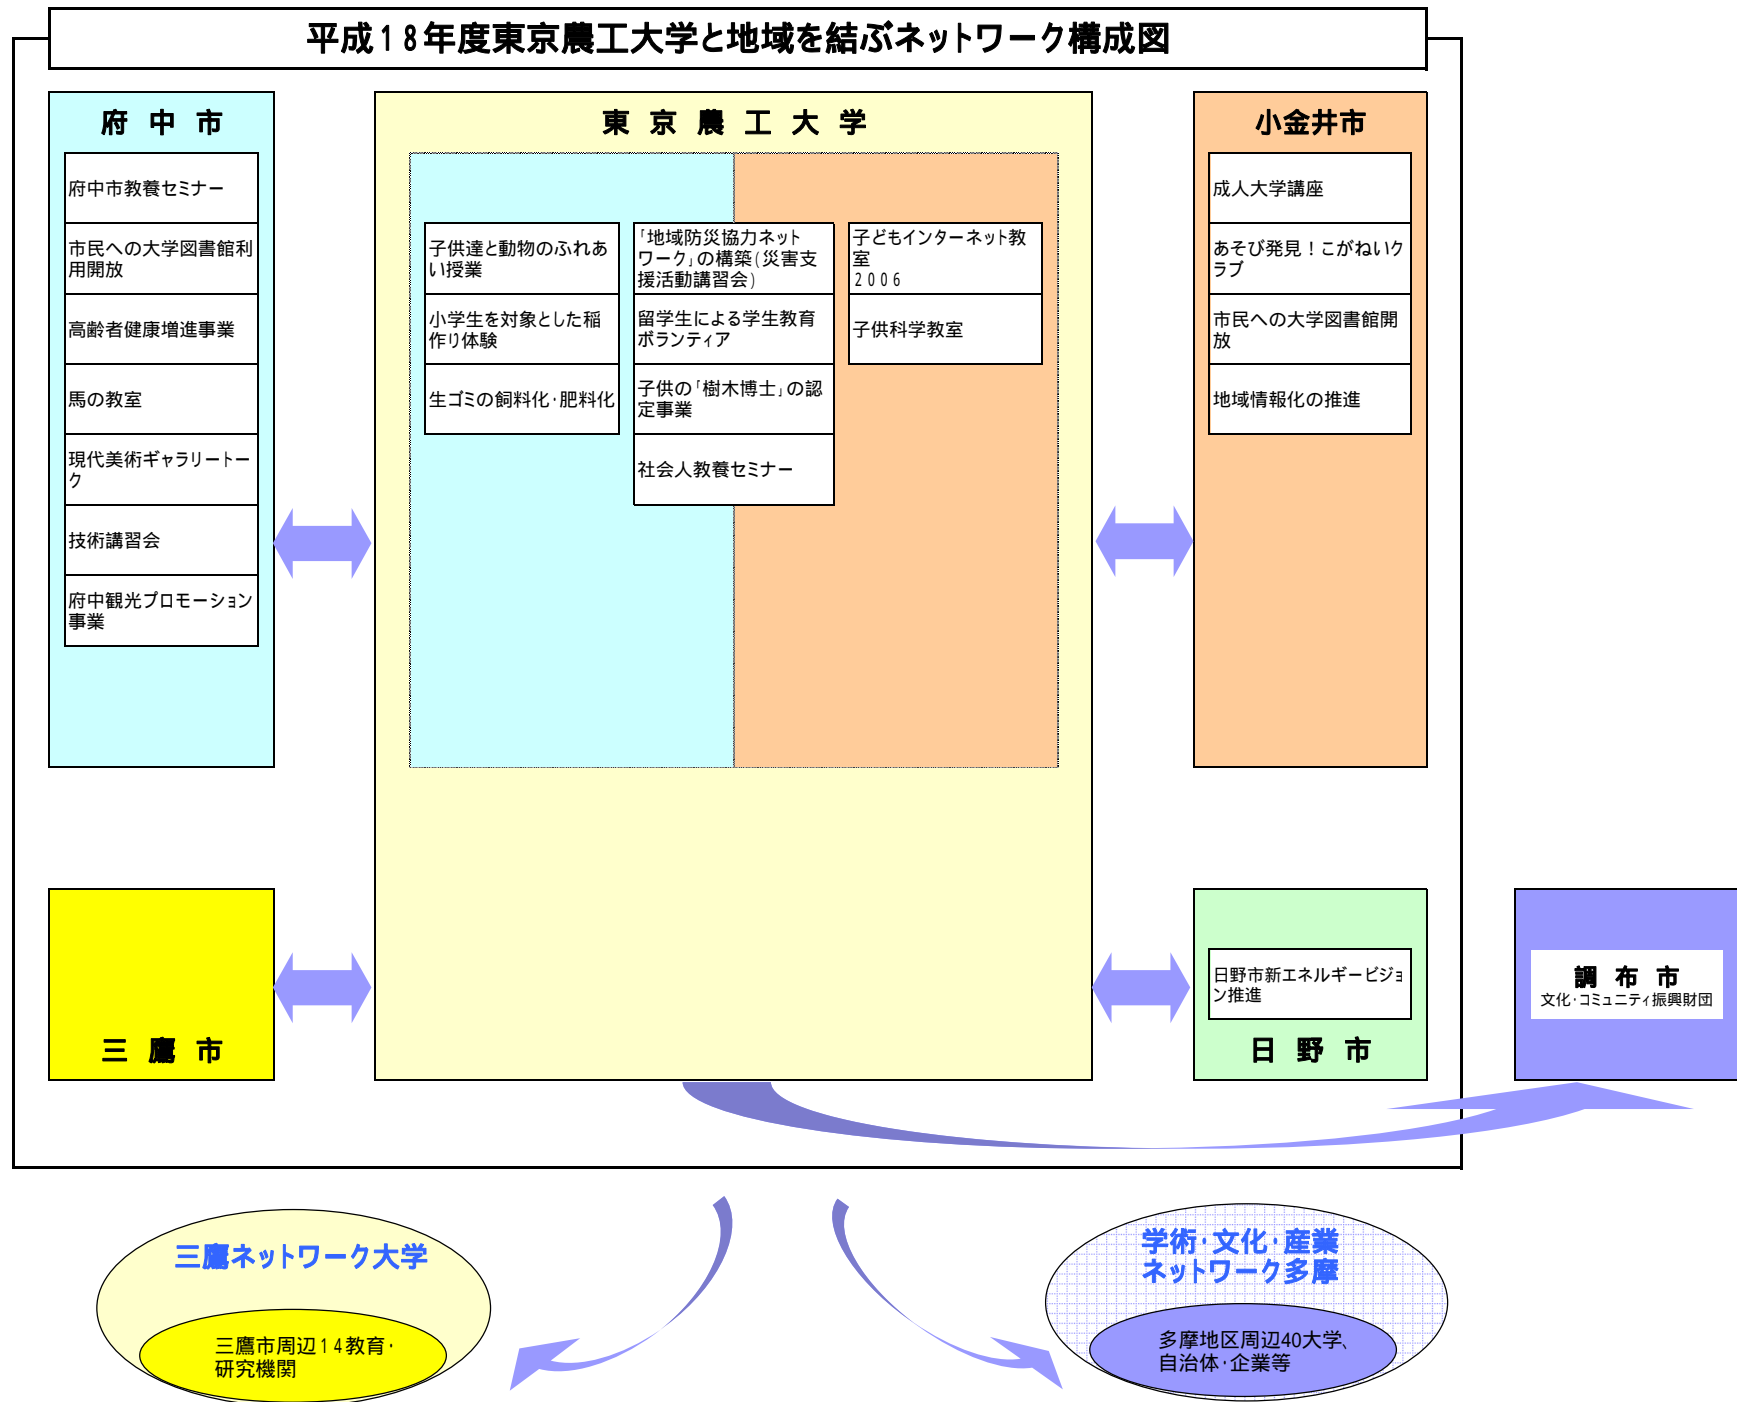 平成18年度東京農工大学と地域を結ぶネットワーク構成図
府中市
府中市教養セミナー
市民への大学図書館利
用開放
高齢者健康増進事業
馬の教室
現代美術ギャラリートー
ク
技術講習会
府中観光プロモーション
事業
東京農工大学
子供達と動物のふれあ
い授業
小学生を対象とした稲
作り体験
生ゴミの飼料化・肥料化
「地域防災協力ネット
ワーク」の構築(災害支
援活動講習会)
留学生による学生教育
ボランティア
子供の「樹木博士」の認
定事業
社会人教養セミナー
子どもインターネット教
室
2006
子供科学教室
小金井市
成人大学講座
あそび発見！こがねいク
ラブ
市民への大学図書館開
放
地域情報化の推進
三鷹市
日野市新エネルギービジョ
ン推進
日野市
調布市
文化・コミュニティ振興財団
三鷹ネットワーク大学
三鷹市周辺14教育・
研究機関
学術・文化・産業
ネットワーク多摩
多摩地区周辺40大学、
自治体・企業等